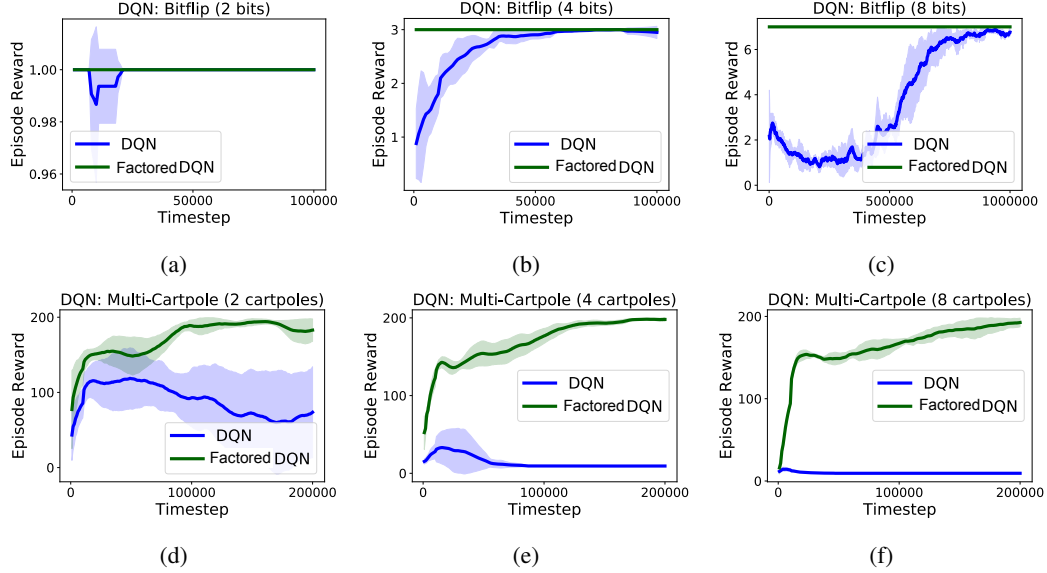 DQN: Bitflip (2 bits)
Episode Reward
1.00
0.98
0.96
DQN
Factored DQN
50000
100000
Timestep
(a)
DQN: Bitflip (4 bits)
Episode Reward
3
2
1
DQN
Factored DQN
0
50000
100000
Timestep
(b)
DQN: Bitflip (8 bits)
Episode Reward
6
4
2
0
DQN
Factored DQN
0
500000
1000000
Timestep
(c)
DQN: Multi-Cartpole (2 cartpoles)
Episode Reward
200
100
0
DQN
Factored DQN
0
100000
200000
Timestep
(d)
DQN: Multi-Cartpole (4 cartpoles)
Episode Reward
200
100
0
DQN
Factored DQN
0
100000
200000
Timestep
(e)
DQN: Multi-Cartpole (8 cartpoles)
Episode Reward
200
100
0
DQN
Factored DQN
0
100000
200000
Timestep
(f)